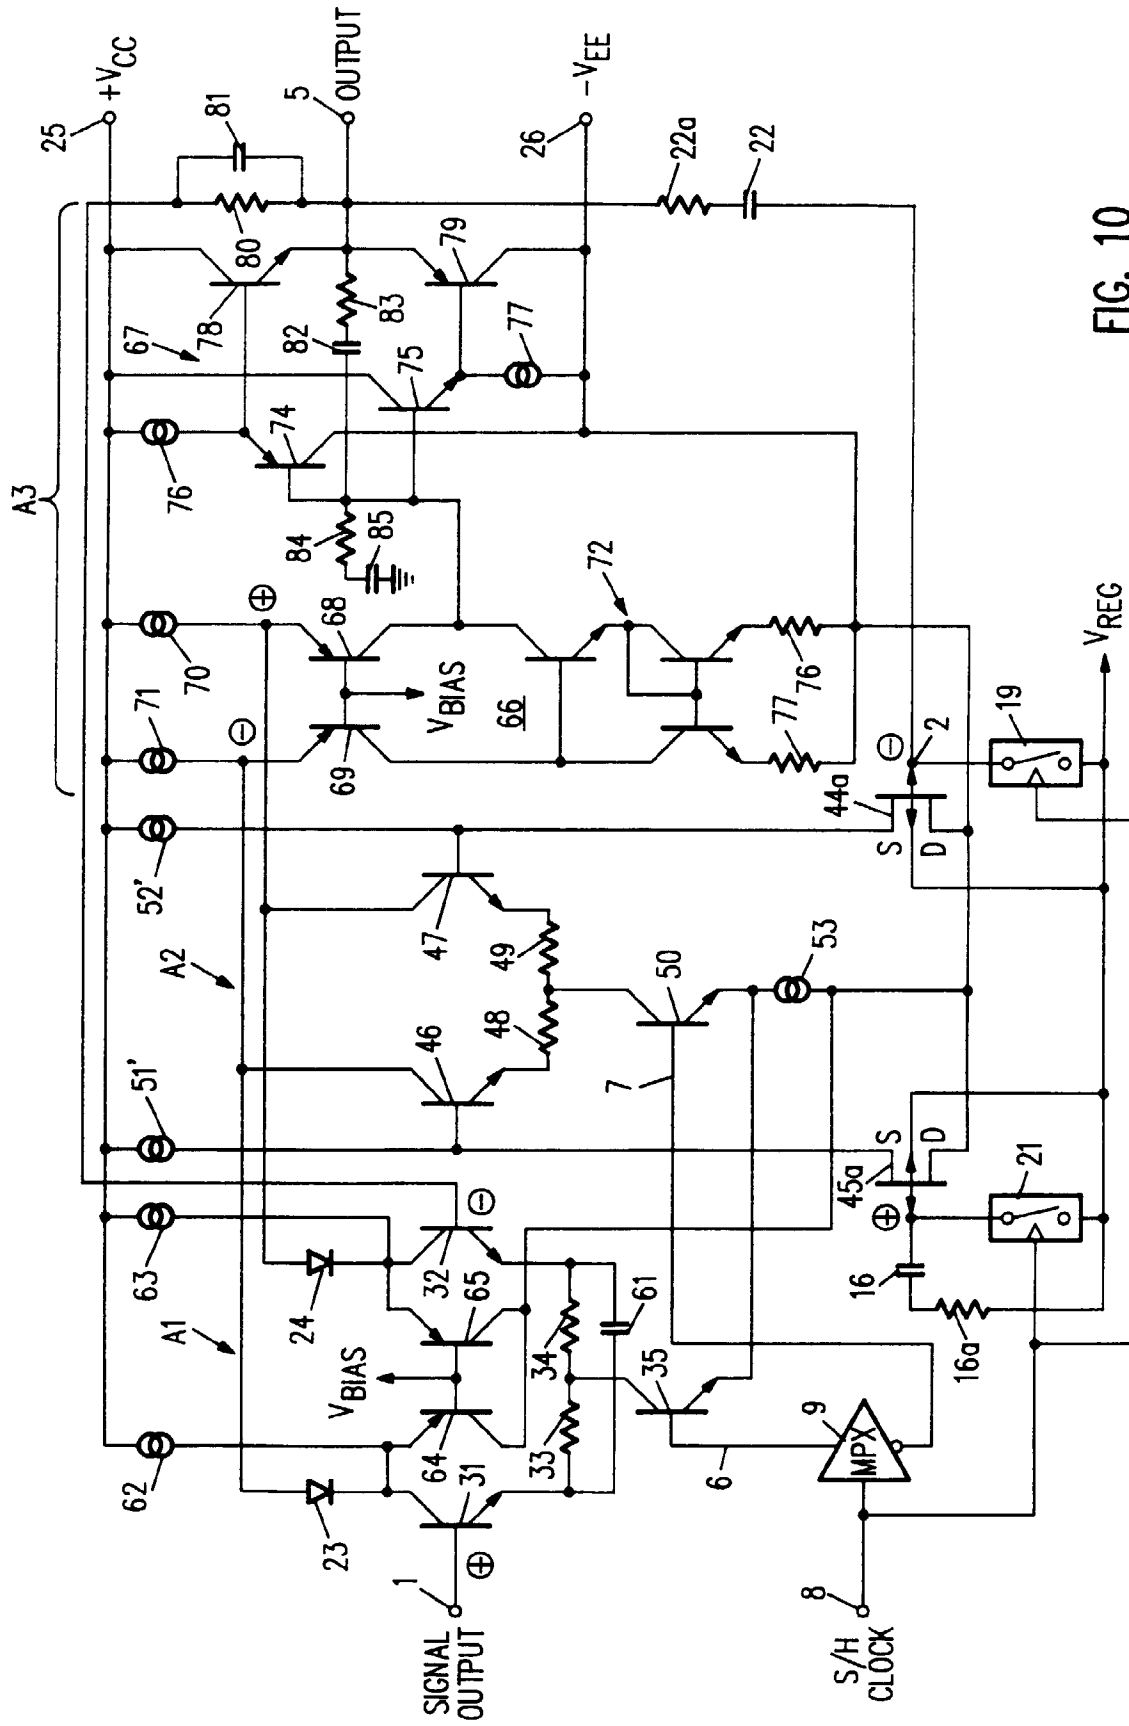 25
+VCC
81
5
OUTPUT
26
-VEE
22a
22
A3
80
67
78
79
82
83
75
77
76
74
84
85
72
70
71
⊕
⊖
68
69
VBIAS
66
76
77
44a
S
D
⊖
2
19
VREG
52'
47
49
A2
50
53
46
48
51'
7
45a
S
D
⊕
21
16
16a
63
24
32
⊖
65
34
61
A1
VBIAS
35
62
64
33
9
MPX
6
23
31
1
⊕
SIGNAL
OUTPUT
8
S/H
CLOCK
FIG. 10